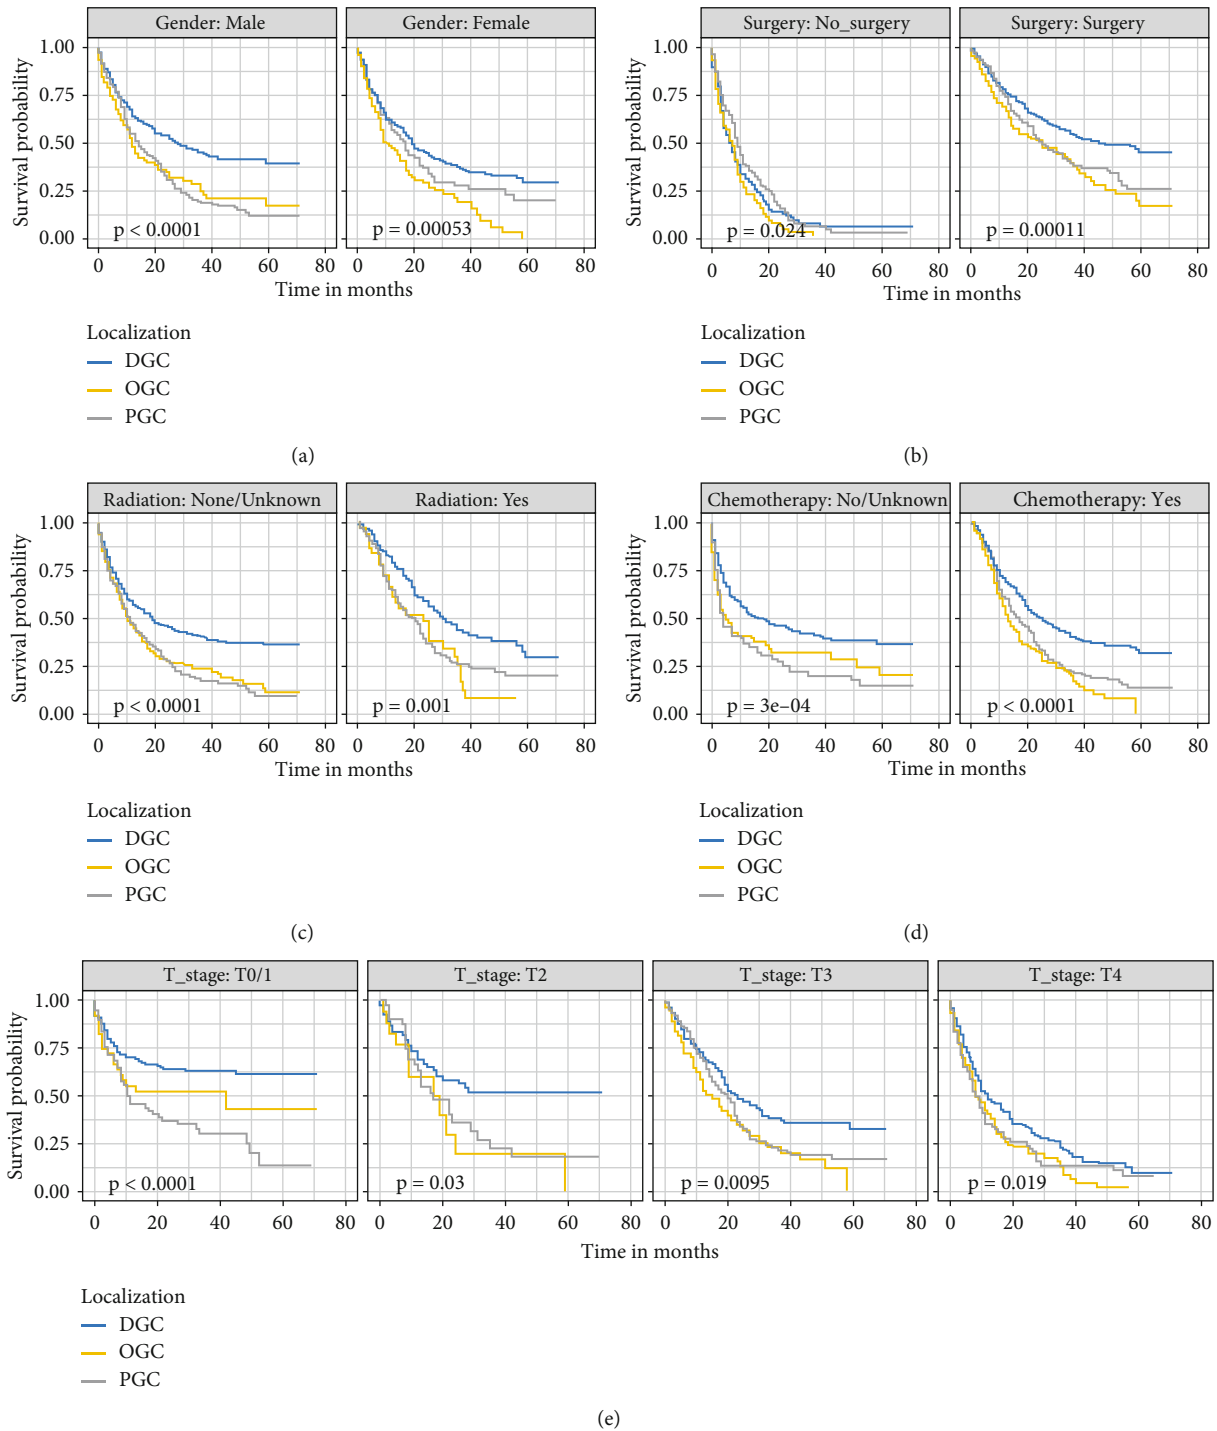 Gender: Male
Gender: Female
Survival probability
1.00
0.75
0.50
0.25
0.00
p < 0.0001
p = 0.00053
0 20 40 60 80
0 20 40 60 80
Time in months
Localization
DGC
OGC
PGC
(a)
Surgery: No_surgery
Surgery: Surgery
Survival probability
1.00
0.75
0.50
0.25
0.00
p = 0.024
p = 0.00011
0 20 40 60 80
0 20 40 60 80
Time in months
Localization
DGC
OGC
PGC
(b)
Radiation: None/Unknown
Radiation: Yes
Survival probability
1.00
0.75
0.50
0.25
0.00
p < 0.0001
p = 0.001
0 20 40 60 80
0 20 40 60 80
Time in months
Localization
DGC
OGC
PGC
(c)
Chemotherapy: No/Unknown
Chemotherapy: Yes
Survival probability
1.00
0.75
0.50
0.25
0.00
p = 3e−04
p < 0.0001
0 20 40 60 80
0 20 40 60 80
Time in months
Localization
DGC
OGC
PGC
(d)
T_stage: T0/1
T_stage: T2
T_stage: T3
T_stage: T4
Survival probability
1.00
0.75
0.50
0.25
0.00
p < 0.0001
p = 0.03
p = 0.0095
p = 0.019
0 20 40 60 80
0 20 40 60 80
0 20 40 60 80
0 20 40 60 80
Time in months
Localization
DGC
OGC
PGC
(e)